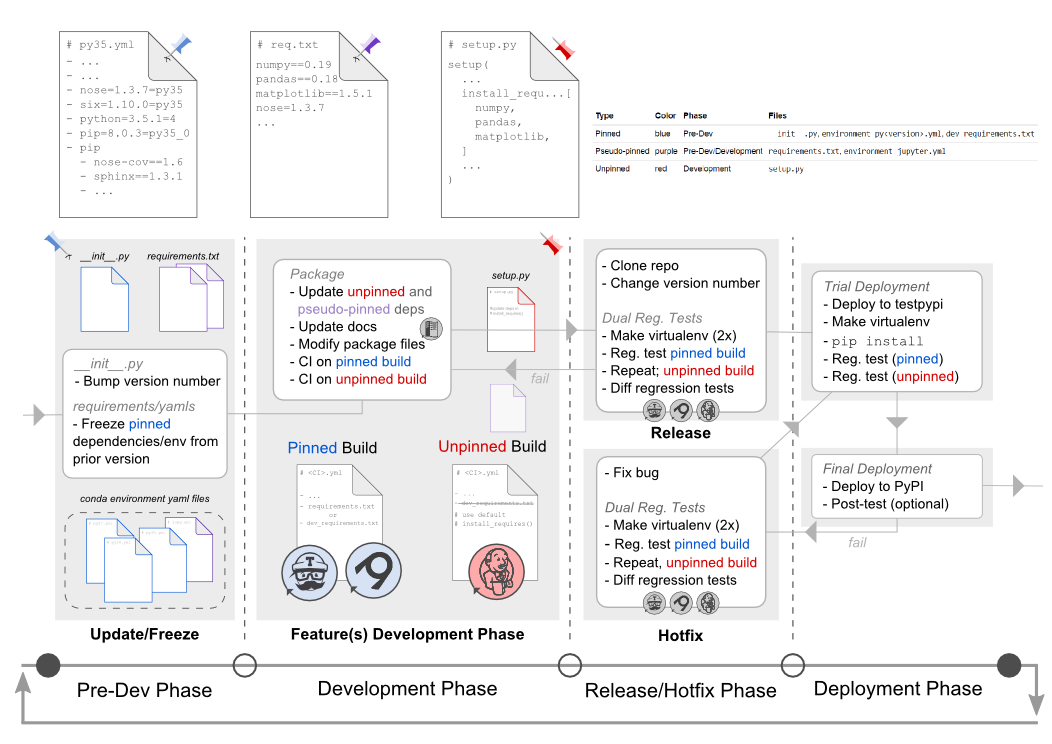 # py35.yml
- ...
- ...
- nose=1.3.7=py35
- six=1.10.0=py35
- python=3.5.1=4
- pip=8.0.3=py35_0
- pip
- nose-cov==1.6
- sphinx==1.3.1
- ...
# req.txt
numpy==0.19
pandas==0.18
matplotlib==1.5.1
nose=1.3.7
...
# setup.py
setup(
...
install_requ...[
numpy,
pandas,
matplotlib,
]
...
)
Type Color Phase Files
Pinned blue Pre-Dev init .py, environment py<version>.yml, dev requirements.txt
Pseudo-pinned purple Pre-Dev/Development requirements.txt, environment jupyter.yml
Unpinned red Development setup.py
__init__.py requirements.txt
__init__.py
- Bump version number
requirements/yamls
- Freeze pinned
dependencies/env from
prior version
conda environment yaml files
Update/Freeze
Package
- Update unpinned and
pseudo-pinned deps
- Update docs
- Modify package files
- CI on pinned build
- CI on unpinned build
setup.py
fail
Pinned Build
# <CI>.yml
- ...
- requirements.txt
or
- dev_requirements.txt
T
Unpinned Build
# <CI>.yml
- ...
- dev_requirements.txt
# use default
# install_requires()
Feature(s) Development Phase
- Clone repo
- Change version number
Dual Reg. Tests
- Make virtualenv (2x)
- Reg. test pinned build
- Repeat; unpinned build
- Diff regression tests
Release
- Fix bug
Dual Reg. Tests
- Make virtualenv (2x)
- Reg. test pinned build
- Repeat, unpinned build
- Diff regression tests
Hotfix
Trial Deployment
- Deploy to testpypi
- Make virtualenv
- pip install
- Reg. test (pinned)
- Reg. test (unpinned)
Final Deployment
- Deploy to PyPI
- Post-test (optional)
fail
Pre-Dev Phase
Development Phase
Release/Hotfix Phase
Deployment Phase